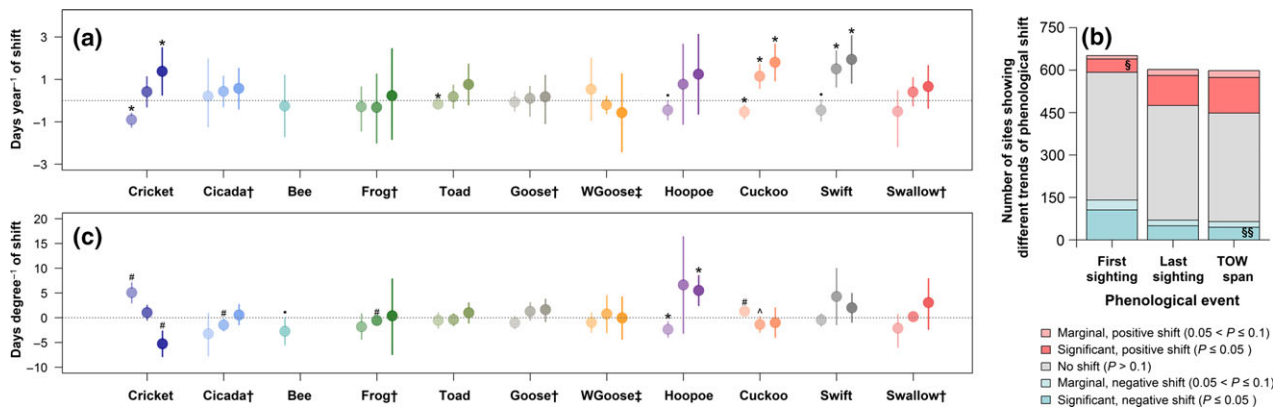 (a)
Days year⁻¹ of shift
3
1
−1
−3
*
*
*
•
*
*
*
•
*
*
Cricket Cicada† Bee Frog† Toad Goose† WGoose‡ Hoopoe Cuckoo Swift Swallow†
(c)
Days degree⁻¹ of shift
20
15
10
5
0
−5
−10
#
#
#
•
#
*
*
#
^
Cricket Cicada† Bee Frog† Toad Goose† WGoose‡ Hoopoe Cuckoo Swift Swallow†
(b)
Number of sites showing
different trends of phenological shift
750
600
450
300
150
0
§
§§
First sighting
Last sighting
TOW span
Phenological event
Marginal, positive shift (0.05 < P ≤ 0.1)
Significant, positive shift (P ≤ 0.05 )
No shift (P > 0.1)
Marginal, negative shift (0.05 < P ≤ 0.1)
Significant, negative shift (P ≤ 0.05 )